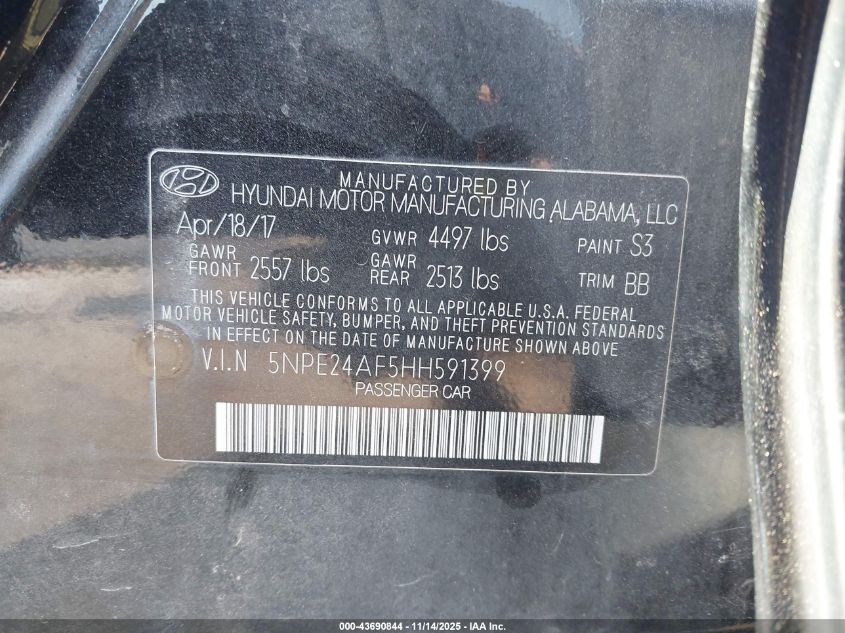 MANUFACTURED BY
HYUNDAI MOTOR MANUFACTURING ALABAMA, LLC
Apr/18/17 GVWR 4497 lbs PAINT S3
GAWR FRONT 2557 lbs GAWR REAR 2513 lbs TRIM BB
THIS VEHICLE CONFORMS TO ALL APPLICABLE U.S.A. FEDERAL
MOTOR VEHICLE SAFETY, BUMPER, AND THEFT PREVENTION STANDARDS
IN EFFECT ON THE DATE OF MANUFACTURE SHOWN ABOVE
V.I.N 5NPE24AF5HH591399
PASSENGER CAR
000-43690844 - 11/14/2025 - IAA Inc.